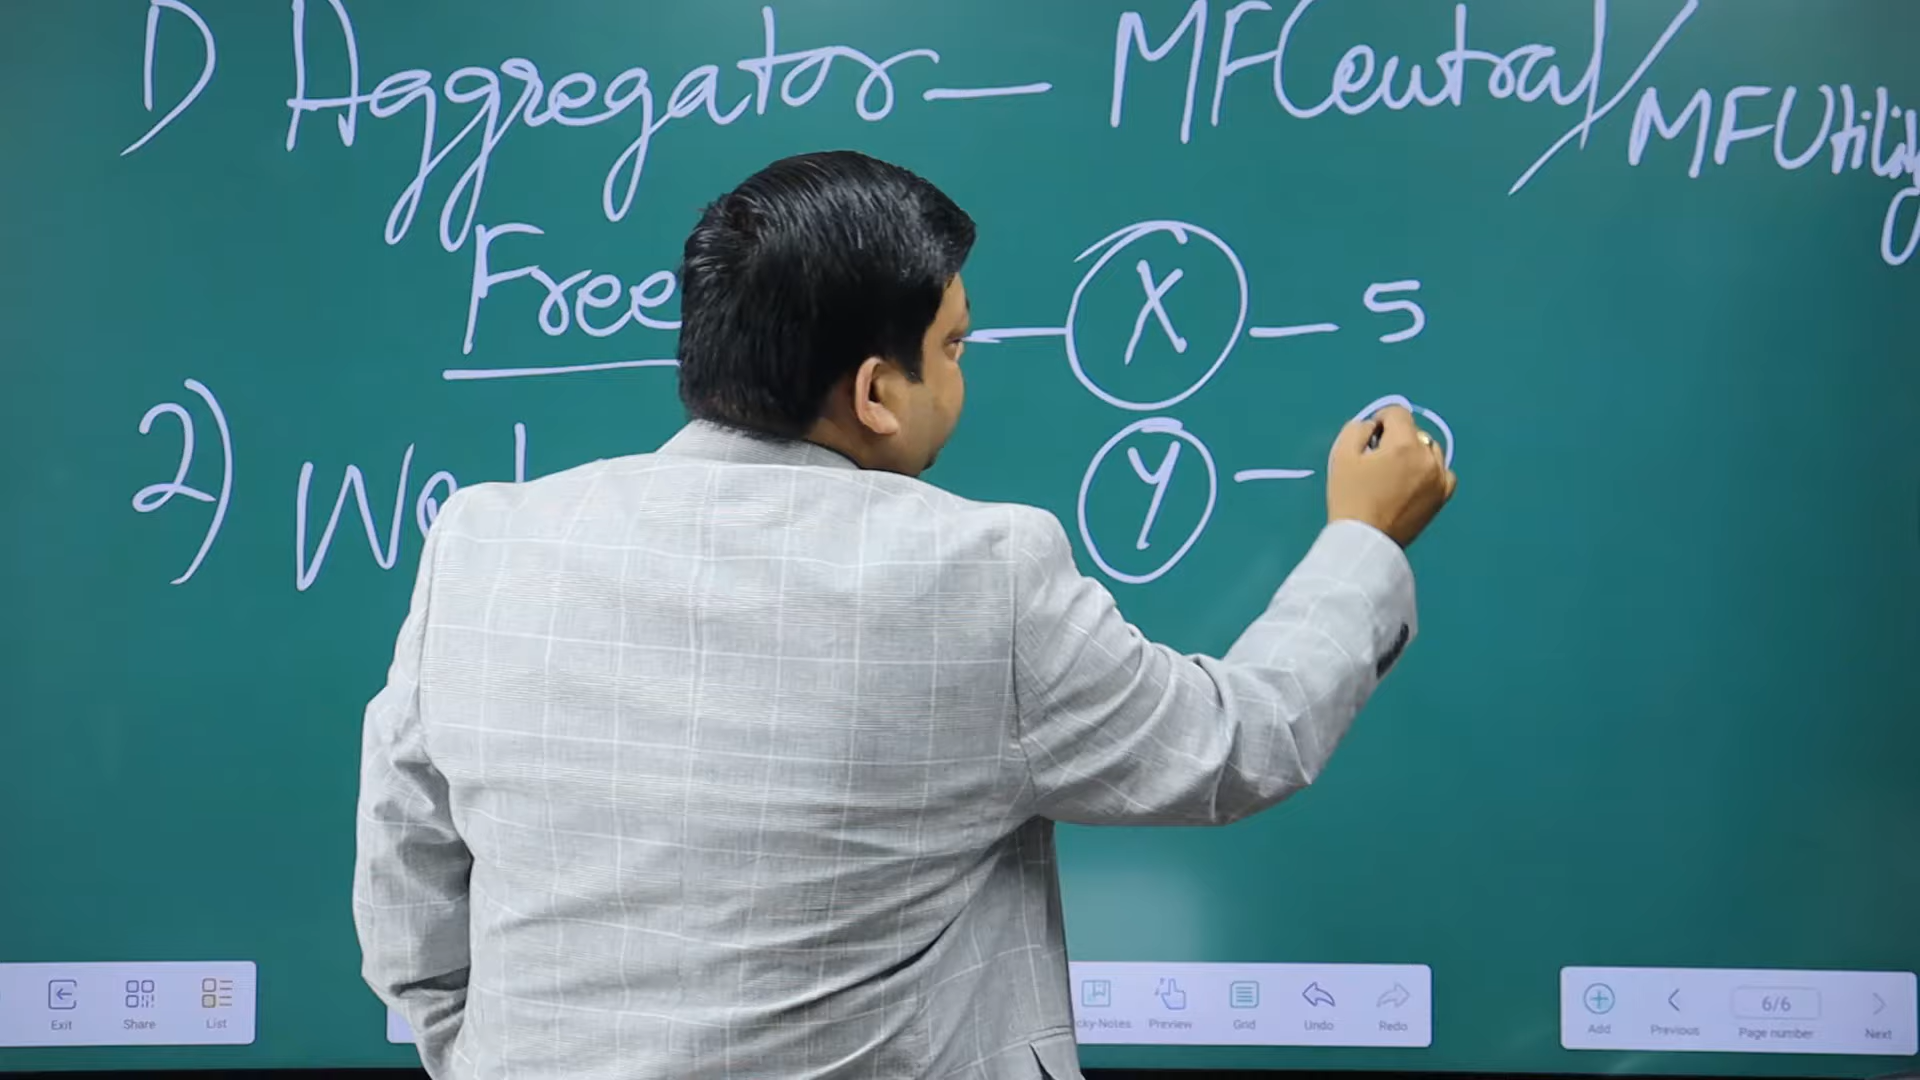 1) Aggregator — MFCentral/MFUtility
Free — X — 5
2) Y —
Exit Share List
Preview Grid Undo Redo
Add Previous 6/6 Page number Next